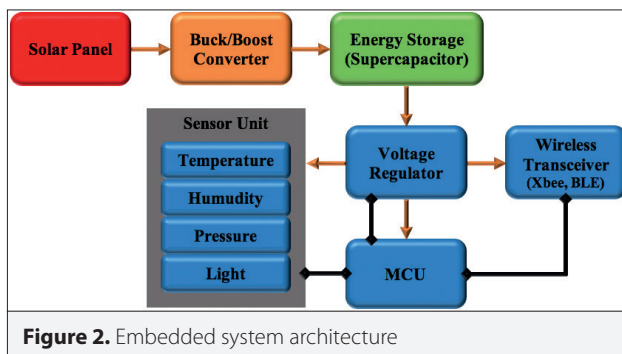 Solar Panel
Buck/Boost
Converter
Energy Storage
(Supercapacitor)
Sensor Unit
Temperature
Humudity
Pressure
Light
Voltage
Regulator
Wireless
Transceiver
(Xbee, BLE)
MCU
Figure 2. Embedded system architecture